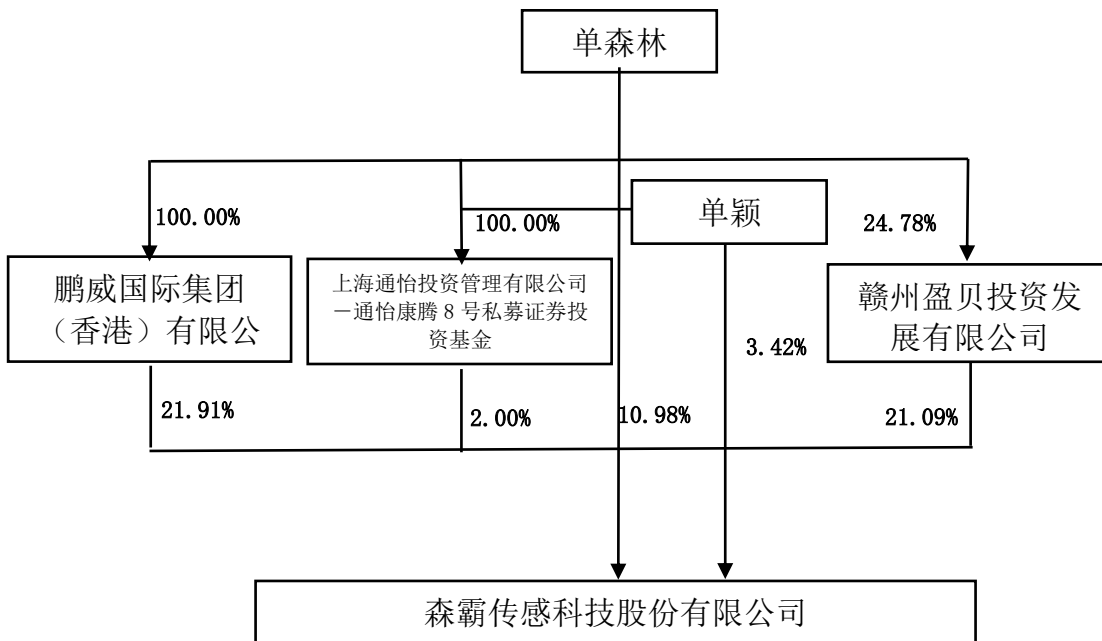 单森林
100.00%
100.00%
单颖
24.78%
鹏威国际集团
（香港）有限公
上海通怡投资管理有限公司
－通怡康腾 8 号私募证券投
资基金
赣州盈贝投资发
展有限公司
3.42%
21.91%
2.00%
10.98%
21.09%
森霸传感科技股份有限公司